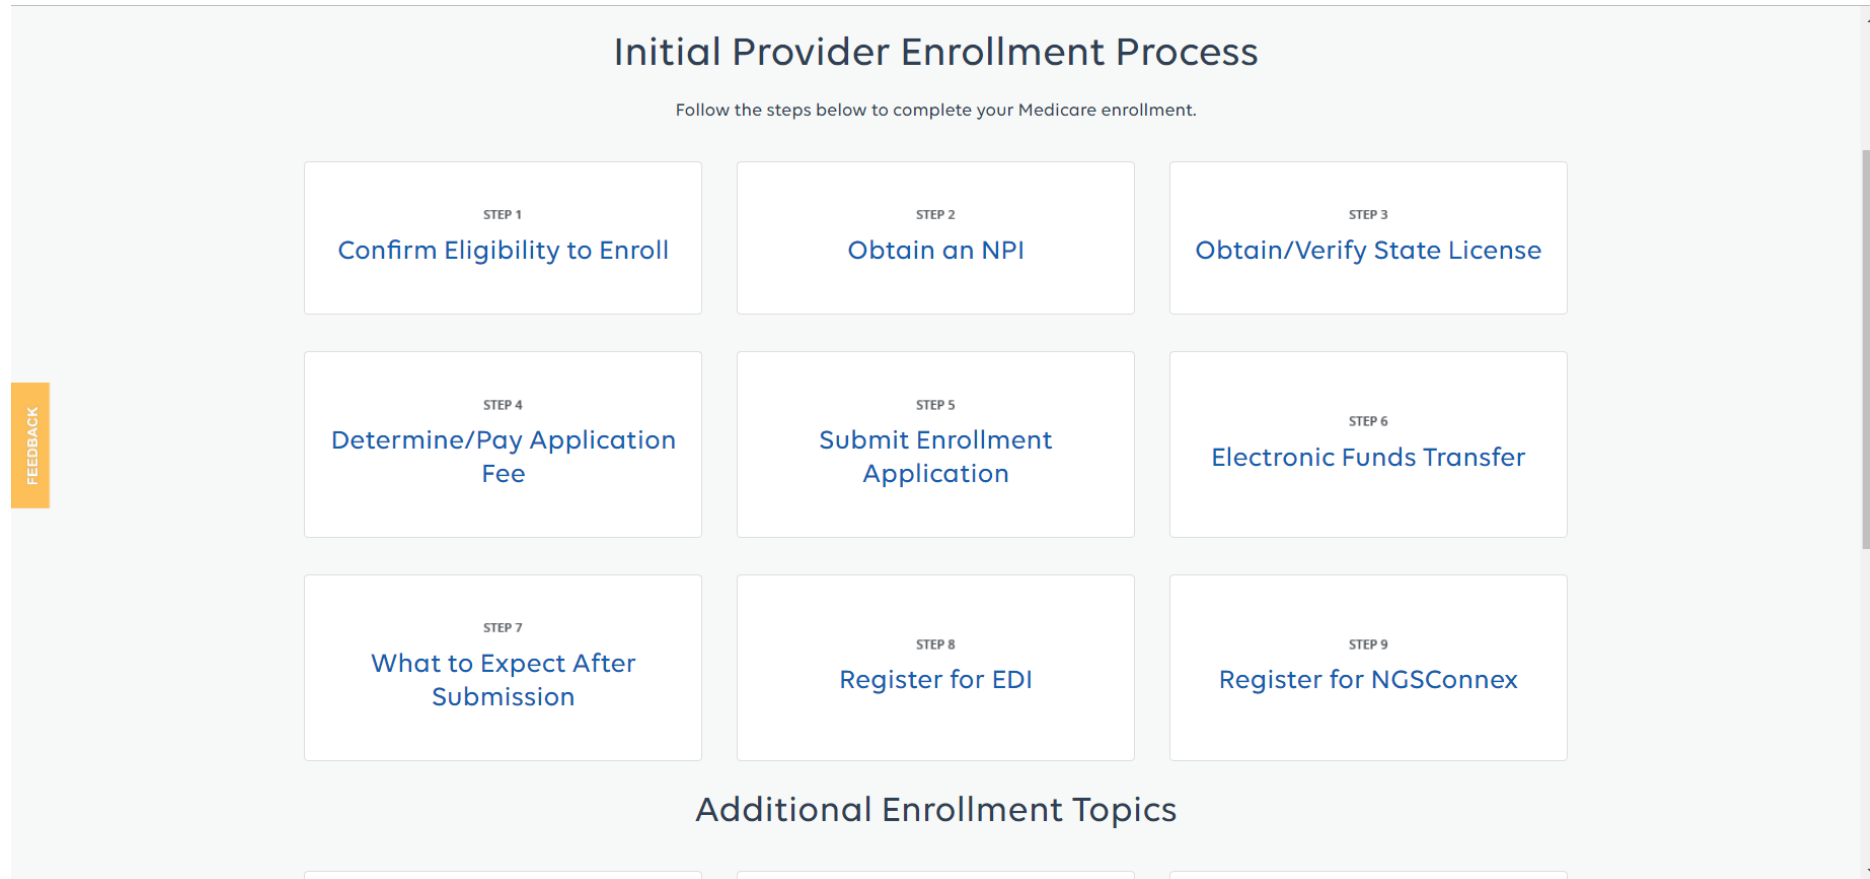 Initial Provider Enrollment Process
Follow the steps below to complete your Medicare enrollment.
STEP 1
Confirm Eligibility to Enroll
STEP 2
Obtain an NPI
STEP 3
Obtain/Verify State License
STEP 4
Determine/Pay Application
Fee
STEP 5
Submit Enrollment
Application
STEP 6
Electronic Funds Transfer
FEEDBACK
STEP 7
What to Expect After
Submission
STEP 8
Register for EDI
STEP 9
Register for NGSConnex
Additional Enrollment Topics